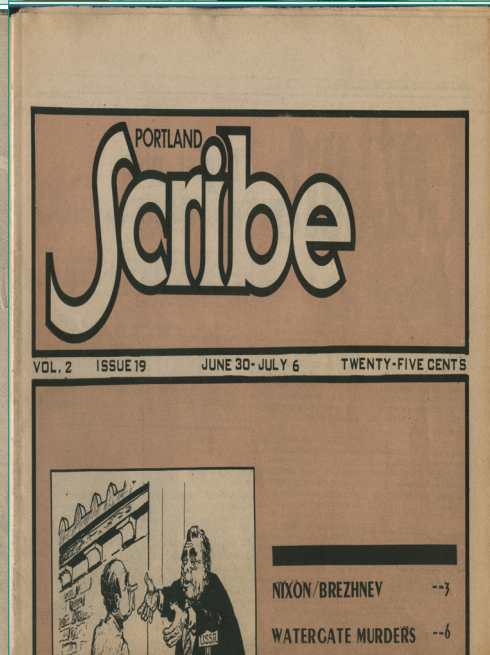 PORTLAND
Scribe
VOL. 2 ISSUE 19 JUNE 30-JULY 6 TWENTY-FIVE CENTS
NIXON/BREZHNEV --3
USSR
WATERGATE MURDERS --6